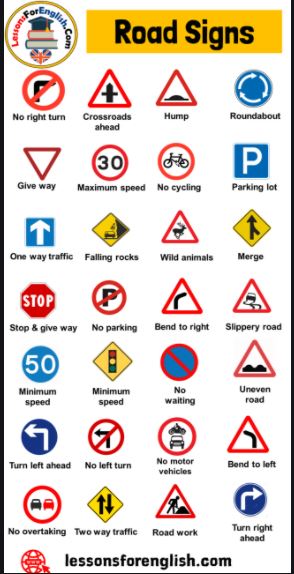 LessonsForEnglish.Com
Road Signs
No right turn
Crossroads
ahead
Hump
Roundabout
Give way
30
Maximum speed
No cycling
P
Parking lot
One way traffic
Falling rocks
Wild animals
Merge
STOP
Stop & give way
P
No parking
Bend to right
Slippery road
50
Minimum
speed
Minimum
speed
No
waiting
Uneven
road
Turn left ahead
No left turn
No motor
vehicles
Bend to left
No overtaking
Two way traffic
Road work
Turn right
ahead
lessonsforenglish.com